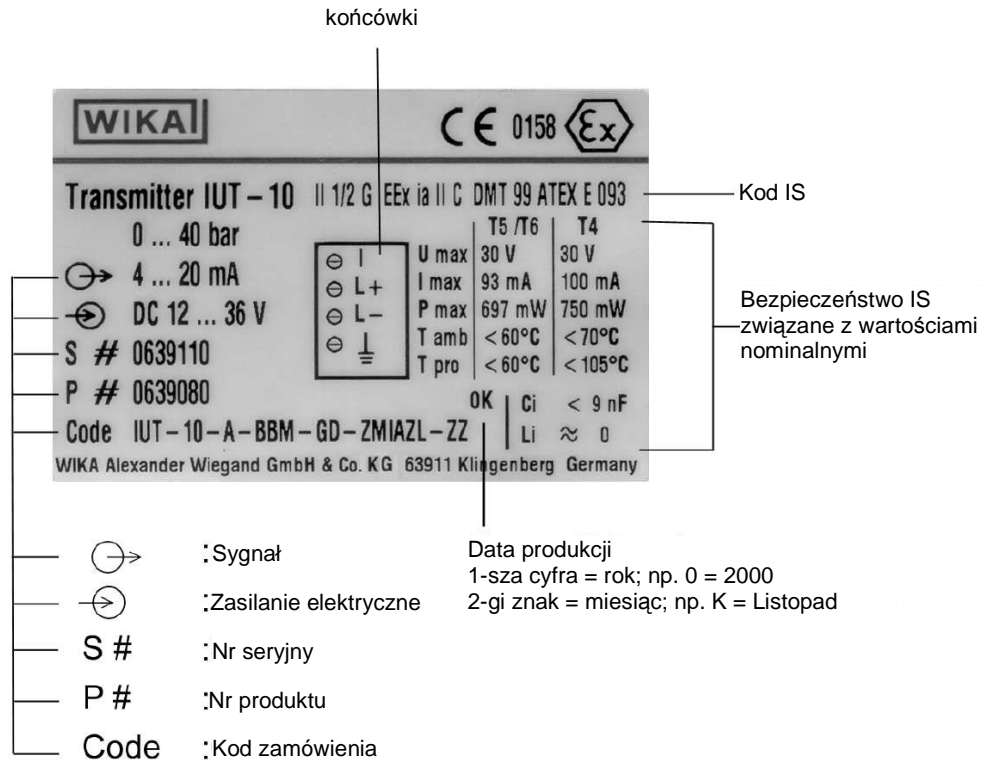 końcówki
WIKA
CE 0158 Ex
Transmitter IUT – 10 II 1/2 G EEx ia II C DMT 99 ATEX E 093
Kod IS
0 ... 40 bar
4 ... 20 mA
DC 12 ... 36 V
S # 0639110
P # 0639080
Code IUT – 10 – A – BBM – GD – ZMIAZL – ZZ
I
L+
L–
T5 /T6 T4
U max 30 V 30 V
I max 93 mA 100 mA
P max 697 mW 750 mW
T amb <60°C <70°C
T pro <60°C <105°C
0K
Ci < 9 nF
Li ≈ 0
WIKA Alexander Wiegand GmbH & Co. KG 63911 Klingenberg Germany
Bezpieczeństwo IS
związane z wartościami
nominalnymi
:Sygnał
:Zasilanie elektryczne
S # :Nr seryjny
P # :Nr produktu
Code :Kod zamówienia
Data produkcji
1-sza cyfra = rok; np. 0 = 2000
2-gi znak = miesiąc; np. K = Listopad